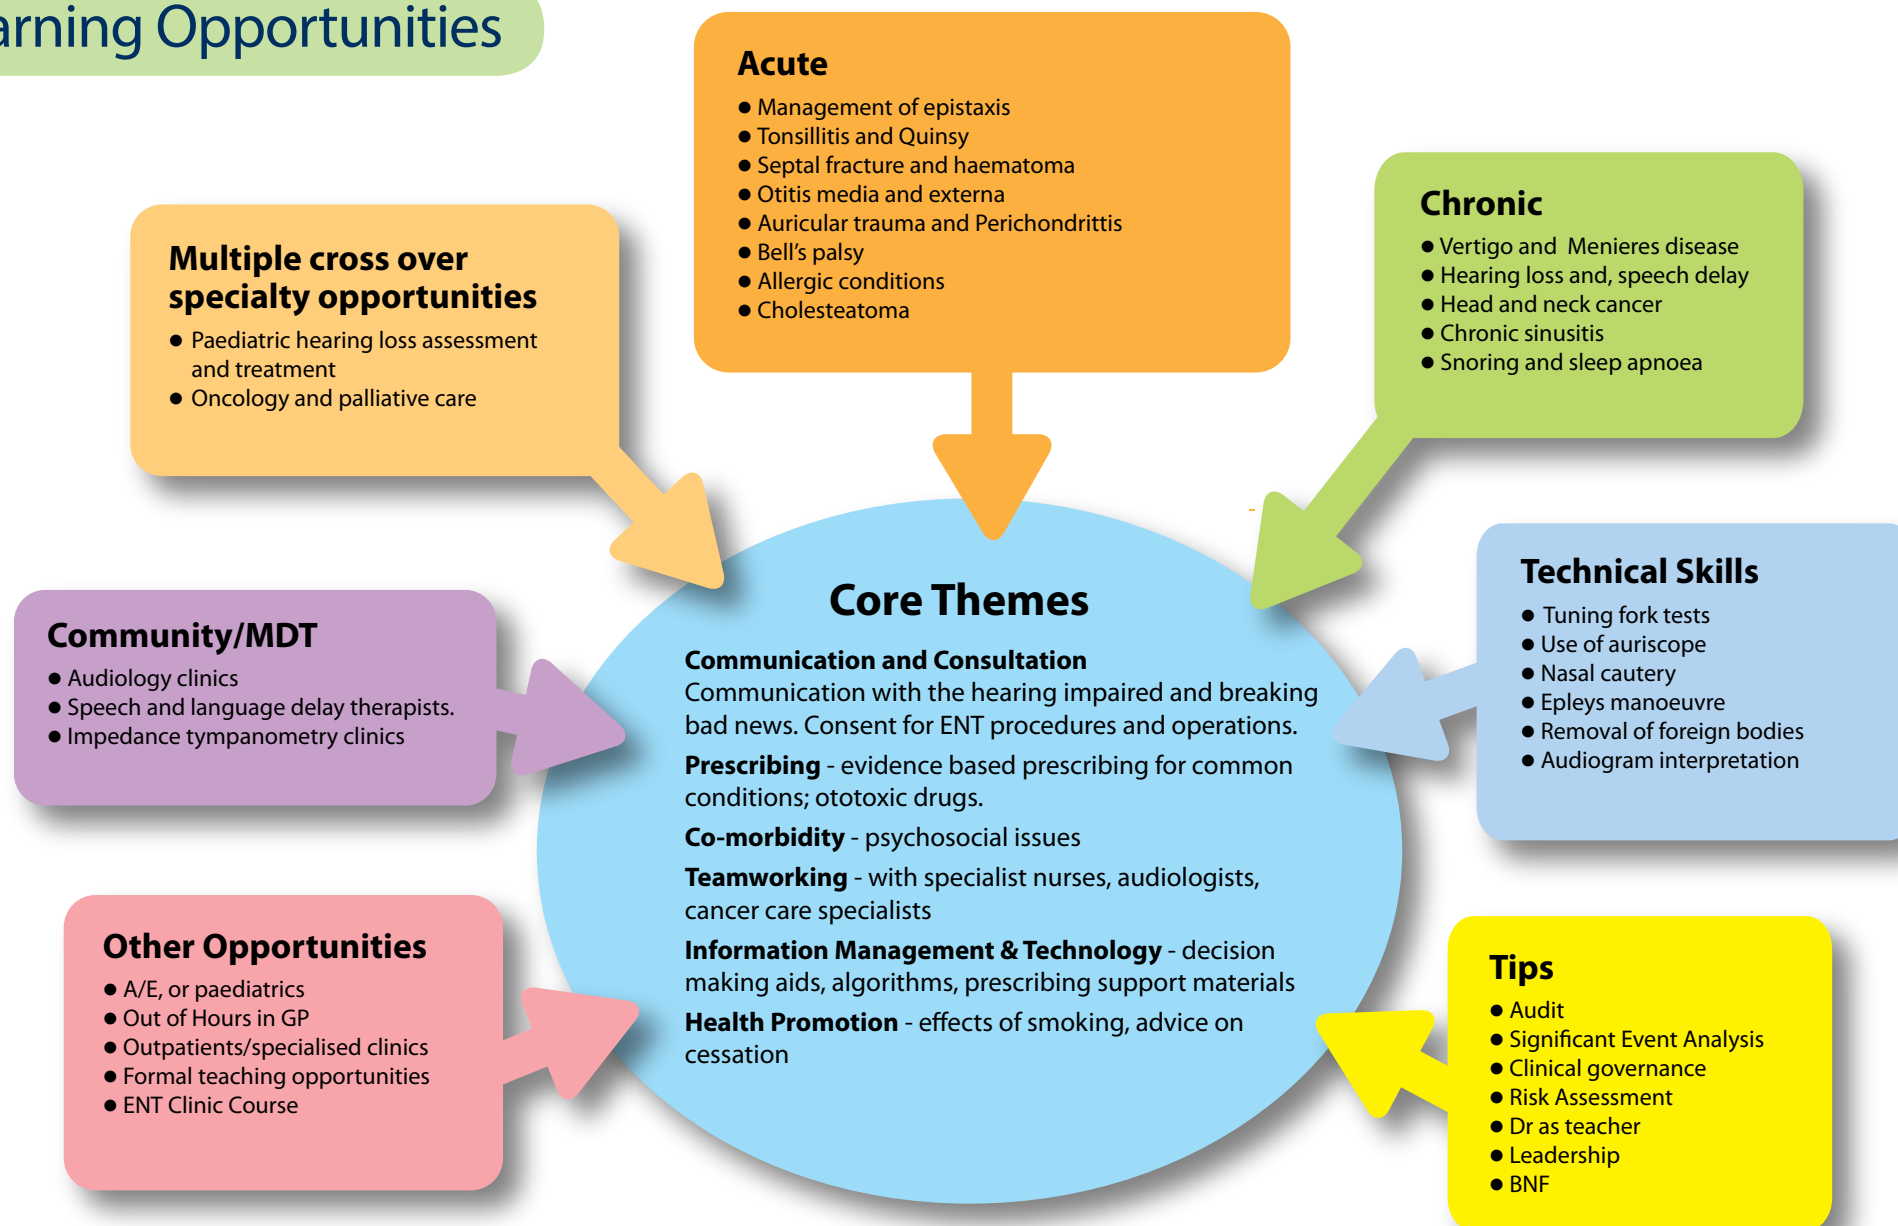 arning Opportunities
Acute
● Management of epistaxis
● Tonsillitis and Quinsy
● Septal fracture and haematoma
● Otitis media and externa
● Auricular trauma and Perichondrittis
● Bell's palsy
● Allergic conditions
● Cholesteatoma
Chronic
● Vertigo and  Menieres disease
● Hearing loss and, speech delay
● Head and neck cancer
● Chronic sinusitis
● Snoring and sleep apnoea
Multiple cross over
specialty opportunities
● Paediatric hearing loss assessment
and treatment
● Oncology and palliative care
Technical Skills
● Tuning fork tests
● Use of auriscope
● Nasal cautery
● Epleys manoeuvre
● Removal of foreign bodies
● Audiogram interpretation
Community/MDT
● Audiology clinics
● Speech and language delay therapists.
● Impedance tympanometry clinics
Core Themes
Communication and Consultation
Communication with the hearing impaired and breaking
bad news. Consent for ENT procedures and operations.
Prescribing - evidence based prescribing for common
conditions; ototoxic drugs.
Co-morbidity - psychosocial issues
Teamworking - with specialist nurses, audiologists,
cancer care specialists
Information Management & Technology - decision
making aids, algorithms, prescribing support materials
Health Promotion - effects of smoking, advice on
cessation
Other Opportunities
● A/E, or paediatrics
● Out of Hours in GP
● Outpatients/specialised clinics
● Formal teaching opportunities
● ENT Clinic Course
Tips
● Audit
● Significant Event Analysis
● Clinical governance
● Risk Assessment
● Dr as teacher
● Leadership
● BNF